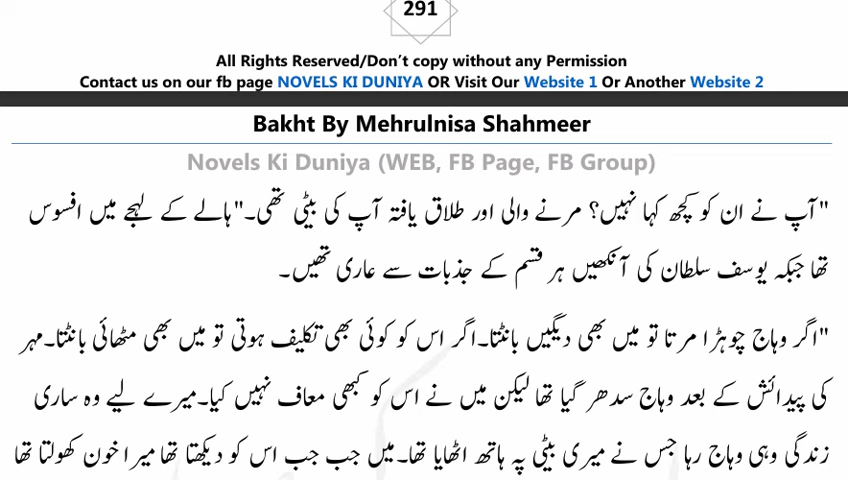 291
All Rights Reserved/Don't copy without any Permission
Contact us on our fb page NOVELS KI DUNIYA OR Visit Our Website 1 Or Another Website 2
Bakht By Mehrulnisa Shahmeer
Novels Ki Duniya (WEB, FB Page, FB Group)
"آپ نے ان کو کچھ کہا نہیں؟ مرنے والی اور طلاق یافتہ آپ کی بیٹی تھی۔"ہالے کے لہجے میں افسوس
تھا جبکہ یوسف سلطان کی آنکھیں ہر قسم کے جذبات سے عاری تھیں۔
"اگر وہاج چوہڑا مرتا تو میں بھی دیگیں بانٹتا۔اگر اس کو کوئی بھی تکلیف ہوتی تو میں بھی مٹھائی بانٹتا۔مہر
کی پیدائش کے بعد وہاج سدھر گیا تھا لیکن میں نے اس کو کبھی معاف نہیں کیا۔میرے لیے وہ ساری
زندگی وہی وہاج رہا جس نے میری بیٹی پہ ہاتھ اٹھایا تھا۔میں جب جب اس کو دیکھتا تھا میرا خون کھولتا تھا